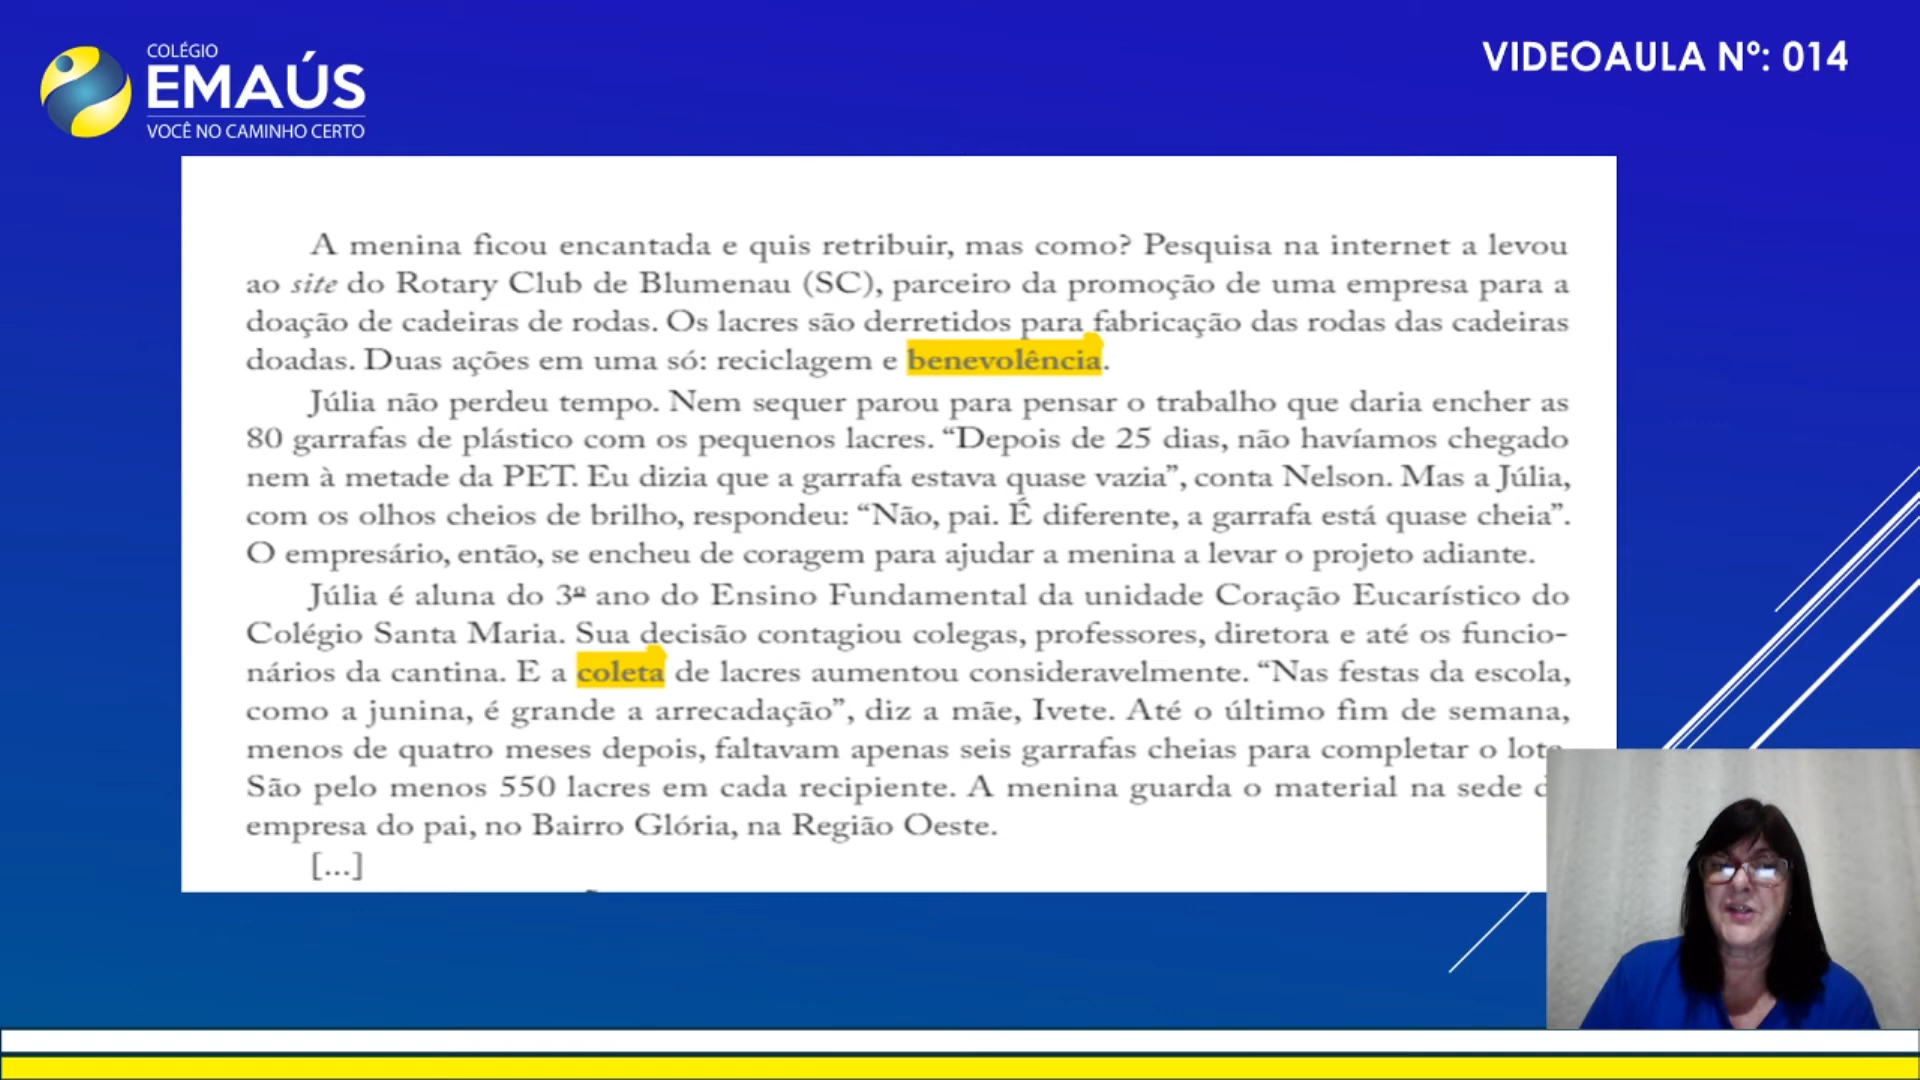 COLÉGIO
EMAÚS
VOCÊ NO CAMINHO CERTO
VIDEOAULA Nº: 014
A menina ficou encantada e quis retribuir, mas como? Pesquisa na internet a levou
ao site do Rotary Club de Blumenau (SC), parceiro da promoção de uma empresa para a
doação de cadeiras de rodas. Os lacres são derretidos para fabricação das rodas das cadeiras
doadas. Duas ações em uma só: reciclagem e benevolência.
Júlia não perdeu tempo. Nem sequer parou para pensar o trabalho que daria encher as
80 garrafas de plástico com os pequenos lacres. “Depois de 25 dias, não havíamos chegado
nem à metade da PET. Eu dizia que a garrafa estava quase vazia”, conta Nelson. Mas a Júlia,
com os olhos cheios de brilho, respondeu: “Não, pai. É diferente, a garrafa está quase cheia”.
O empresário, então, se encheu de coragem para ajudar a menina a levar o projeto adiante.
Júlia é aluna do 3º ano do Ensino Fundamental da unidade Coração Eucarístico do
Colégio Santa Maria. Sua decisão contagiou colegas, professores, diretora e até os funcio-
nários da cantina. E a coleta de lacres aumentou consideravelmente. “Nas festas da escola,
como a junina, é grande a arrecadação”, diz a mãe, Ivete. Até o último fim de semana,
menos de quatro meses depois, faltavam apenas seis garrafas cheias para completar o lote.
São pelo menos 550 lacres em cada recipiente. A menina guarda o material na sede
empresa do pai, no Bairro Glória, na Região Oeste.
[...]